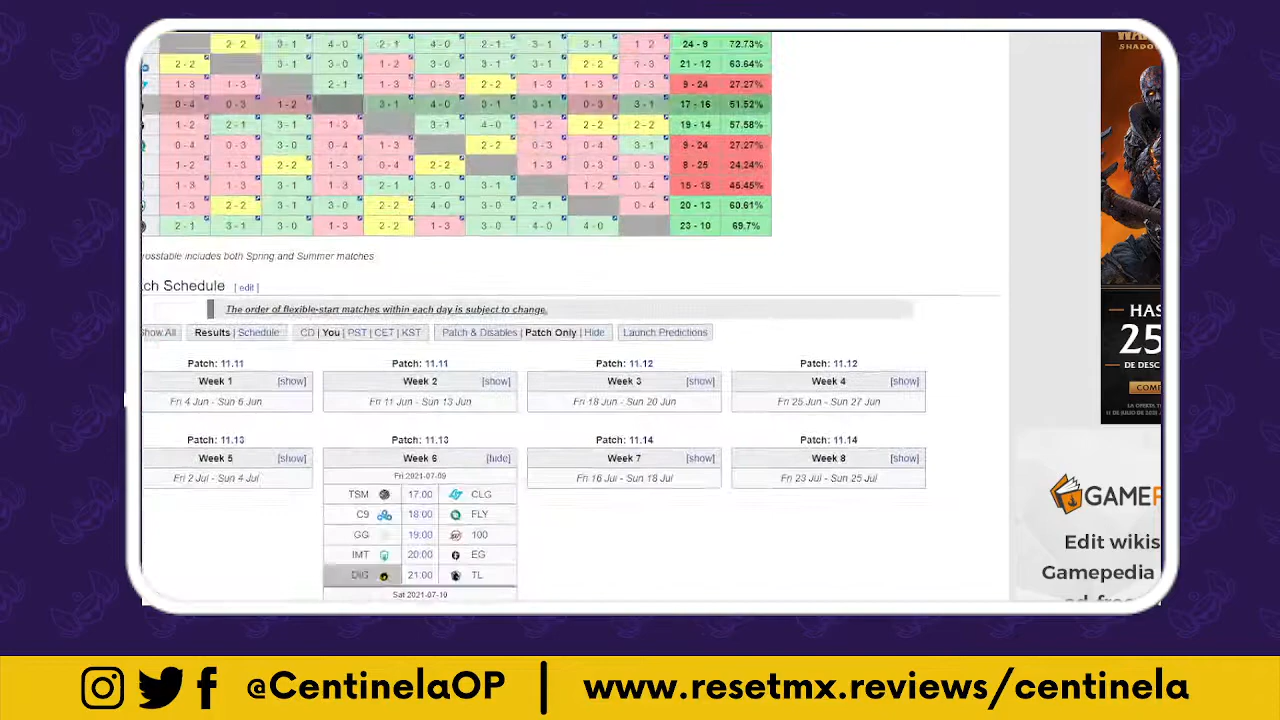 2 - 2 3 - 1 4 - 0 2 - 1 4 - 0 2 - 1 3 - 1 3 - 1 1 - 2 24 - 9 72.73%
2 - 2 3 - 1 3 - 0 1 - 2 3 - 0 3 - 1 3 - 1 2 - 2 - 3 21 - 12 63.64%
1 - 3 1 - 3 2 - 1 1 - 3 0 - 3 2 - 2 1 - 3 1 - 3 0 - 3 9 - 24 27.27%
0 - 4 0 - 3 1 - 2 3 - 1 4 - 0 3 - 1 3 - 1 0 - 3 3 - 1 17 - 16 51.52%
1 - 2 2 - 1 3 - 1 1 - 3 3 - 1 4 - 0 1 - 2 2 - 2 2 - 2 19 - 14 57.58%
0 - 4 0 - 3 3 - 0 0 - 4 1 - 3 2 - 2 0 - 3 0 - 4 3 - 1 9 - 24 27.27%
1 - 2 1 - 3 2 - 2 1 - 3 0 - 4 2 - 2 1 - 3 0 - 3 0 - 3 8 - 25 24.24%
1 - 3 1 - 3 3 - 1 1 - 3 2 - 1 3 - 0 3 - 1 1 - 2 0 - 4 15 - 18 45.45%
1 - 3 2 - 2 3 - 1 3 - 0 2 - 2 4 - 0 3 - 0 2 - 1 0 - 4 20 - 13 60.61%
2 - 1 3 - 1 3 - 0 1 - 3 2 - 2 1 - 3 3 - 0 4 - 0 4 - 0 23 - 10 69.7%
rosstable includes both Spring and Summer matches
ch Schedule [ edit ]
The order of flexible-start matches within each day is subject to change.
Show All Results | Schedule CD | You | PST | CET | KST Patch & Disables | Patch Only | Hide Launch Predictions
Patch: 11.11 Patch: 11.11 Patch: 11.12 Patch: 11.12
Week 1 [show] Week 2 [show] Week 3 [show] Week 4 [show]
Fri 4 Jun - Sun 6 Jun Fri 11 Jun - Sun 13 Jun Fri 18 Jun - Sun 20 Jun Fri 25 Jun - Sun 27 Jun
Patch: 11.13 Patch: 11.13 Patch: 11.14 Patch: 11.14
Week 5 [show] Week 6 [hide] Week 7 [show] Week 8 [show]
Fri 2 Jul - Sun 4 Jul Fri 2021-07-09 Fri 16 Jul - Sun 18 Jul Fri 23 Jul - Sun 25 Jul
TSM 17:00 CLG
C9 18:00 FLY
GG 19:00 100
IMT 20:00 EG
DIG 21:00 TL
Sat 2021-07-10
SHADO
HAS
25
DE DESC
COME
GAMEP
Edit wikis
Gamepedia
@CentinelaOP | www.resetmx.reviews/centinela